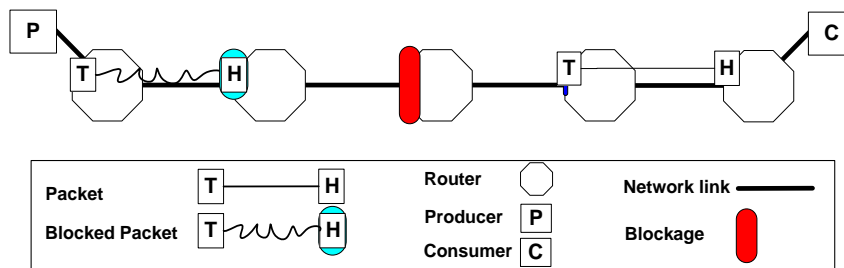 P
C
T
H
T
H
Packet
T
H
Router
Network link
Blocked Packet
T
H
Producer
P
Blockage
Consumer
C